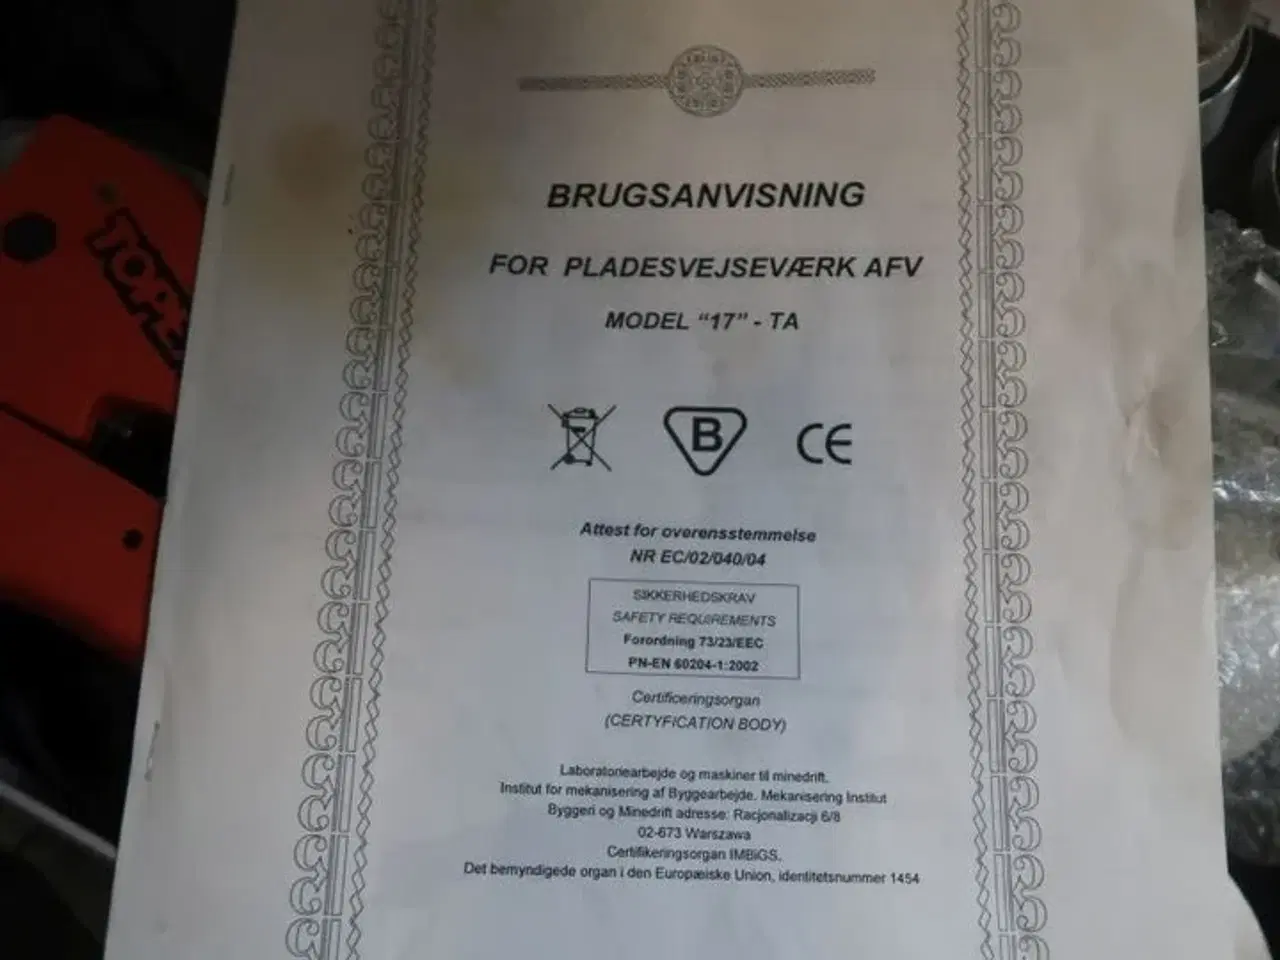 BRUGSANVISNING
FOR PLADESVEJSEVÆRK AFV
MODEL “17” - TA
B
CE
Attest for overensstemmelse
NR EC/02/040/04
SIKKERHEDSKRAV
SAFETY REQUIREMENTS
Forordning 73/23/EEC
PN-EN 60204-1:2002
Certificeringsorgan
(CERTYFICATION BODY)
Laboratoriearbejde og maskiner til minedrift.
Institut for mekanisering af Byggearbejde. Mekanisering Institut
Byggeri og Minedrift adresse: Racjonalizacji 6/8
02-673 Warszawa
Certifikeringsorgan IMBiGS.
Det bemyndigede organ i den Europæiske Union, identitetsnummer 1454
TOPE